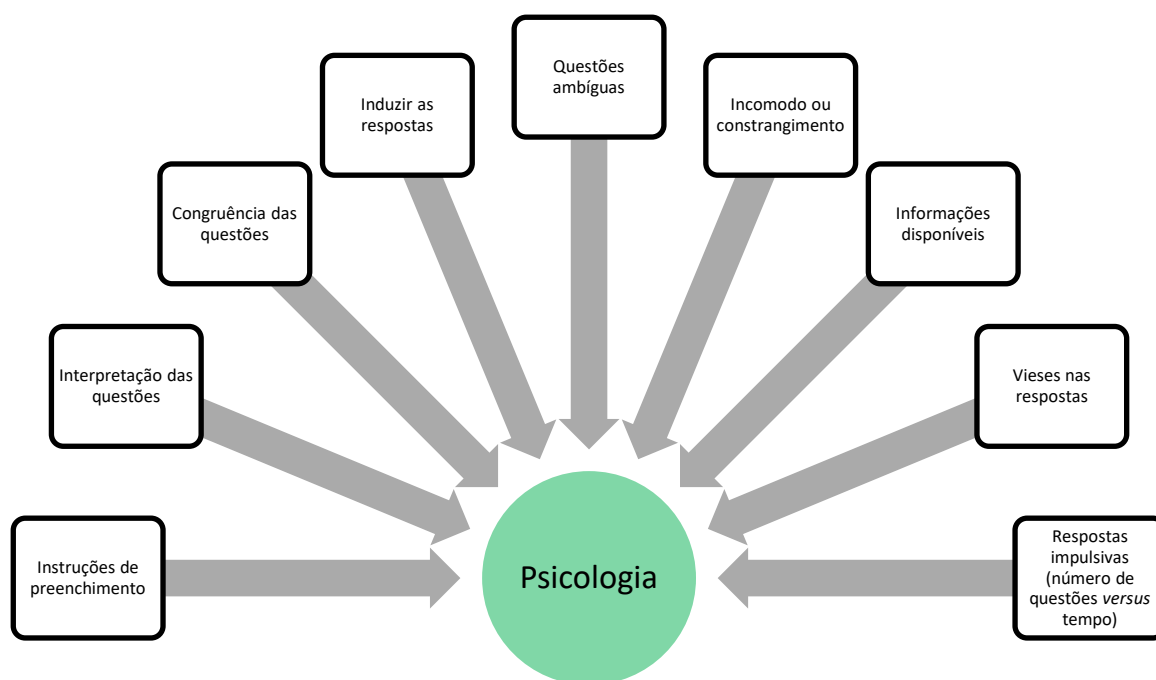 Instruções de
preenchimento
Interpretação das
questões
Congruência das
questões
Induzir as
respostas
Questões
ambíguas
Incomodo ou
constrangimento
Informações
disponíveis
Vieses nas
respostas
Respostas
impulsivas
(número de
questões versus
tempo)
Psicologia